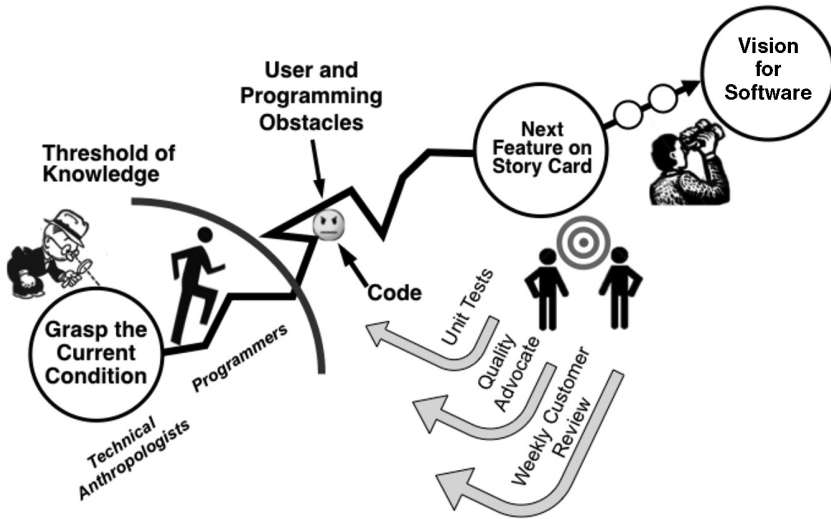 Vision
for
Software
User and
Programming
Obstacles
Next
Feature on
Story Card
Threshold of
Knowledge
Code
Grasp the
Current
Condition
Programmers
Technical
Anthropologists
Unit Tests
Quality
Advocate
Weekly Customer
Review